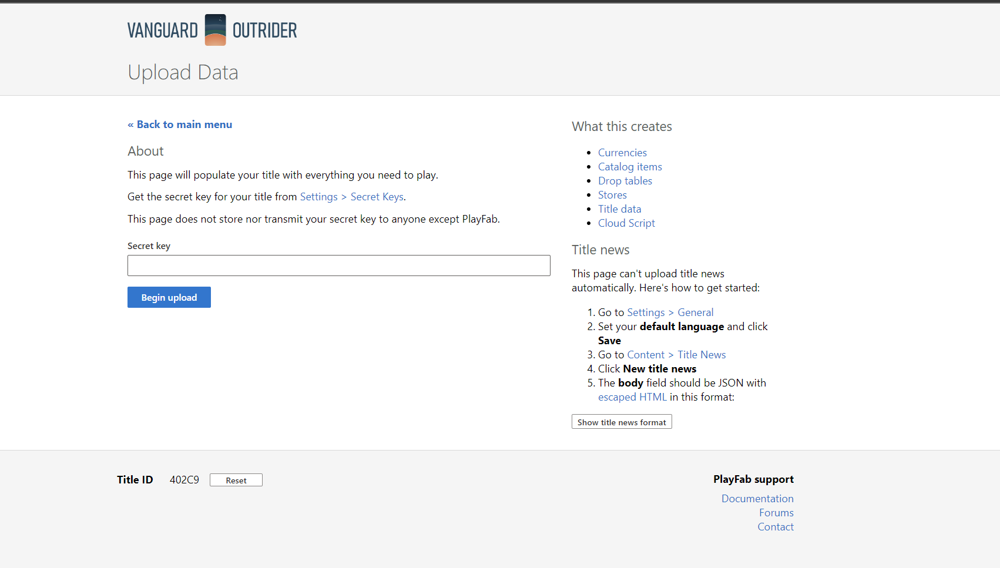 VANGUARD OUTRIDER
Upload Data
« Back to main menu
About
This page will populate your title with everything you need to play.
Get the secret key for your title from Settings > Secret Keys.
This page does not store nor transmit your secret key to anyone except PlayFab.
Secret key
Begin upload
What this creates
Currencies
Catalog items
Drop tables
Stores
Title data
Cloud Script
Title news
This page can't upload title news
automatically. Here's how to get started:
1. Go to Settings > General
2. Set your default language and click
Save
3. Go to Content > Title News
4. Click New title news
5. The body field should be JSON with
escaped HTML in this format:
Show title news format
Title ID 402C9 Reset
PlayFab support
Documentation
Forums
Contact